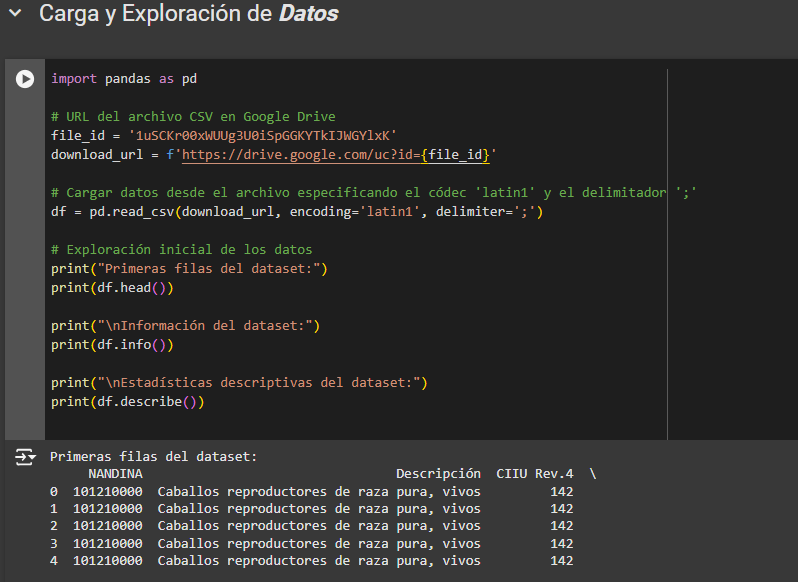 Carga y Exploración de Datos
import pandas as pd
# URL del archivo CSV en Google Drive
file_id = '1uSCKr00xWUUg3U0iSpGGKYTkIJWGYlxK'
download_url = f'https://drive.google.com/uc?id={file_id}'
# Cargar datos desde el archivo especificando el códec 'latin1' y el delimitador ';'
df = pd.read_csv(download_url, encoding='latin1', delimiter=';')
# Exploración inicial de los datos
print("Primeras filas del dataset:")
print(df.head())
print("\nInformación del dataset:")
print(df.info())
print("\nEstadísticas descriptivas del dataset:")
print(df.describe())
Primeras filas del dataset:
NANDINA Descripción CIIU Rev.4 \
0 101210000 Caballos reproductores de raza pura, vivos 142
1 101210000 Caballos reproductores de raza pura, vivos 142
2 101210000 Caballos reproductores de raza pura, vivos 142
3 101210000 Caballos reproductores de raza pura, vivos 142
4 101210000 Caballos reproductores de raza pura, vivos 142